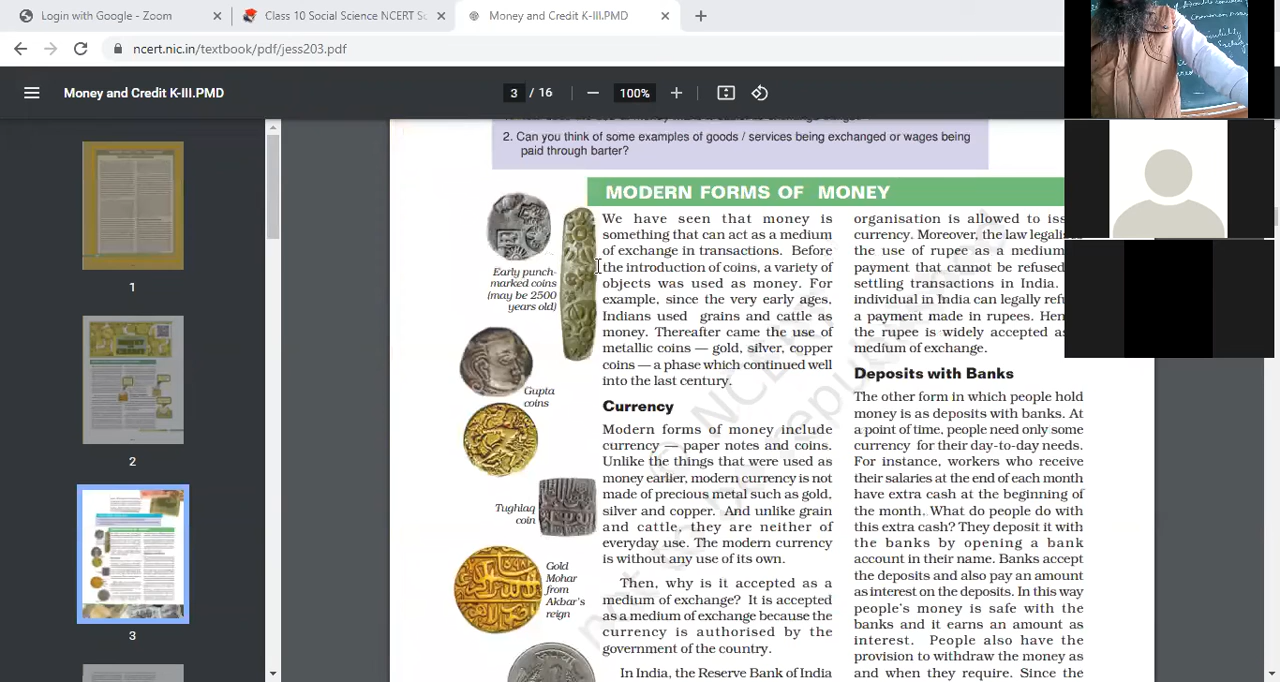 Login with Google - Zoom
Class 10 Social Science NCERT Sc
Money and Credit K-III.PMD
ncert.nic.in/textbook/pdf/jess203.pdf
Money and Credit K-III.PMD
3 / 16
100%
1
2
3
2. Can you think of some examples of goods / services being exchanged or wages being
paid through barter?
MODERN FORMS OF MONEY
Early punch-
marked coins
(may be 2500
years old)
Gupta
coins
Tughlaq
coin
Gold
Mohar
from
Akbar's
reign
We have seen that money is
something that can act as a medium
of exchange in transactions. Before
the introduction of coins, a variety of
objects was used as money. For
example, since the very early ages,
Indians used grains and cattle as
money. Thereafter came the use of
metallic coins — gold, silver, copper
coins — a phase which continued well
into the last century.
Currency
Modern forms of money include
currency — paper notes and coins.
Unlike the things that were used as
money earlier, modern currency is not
made of precious metal such as gold,
silver and copper. And unlike grain
and cattle, they are neither of
everyday use. The modern currency
is without any use of its own.
Then, why is it accepted as a
medium of exchange? It is accepted
as a medium of exchange because the
currency is authorised by the
government of the country.
In India, the Reserve Bank of India
organisation is allowed to iss
currency. Moreover, the law legali
the use of rupee as a medium
payment that cannot be refused
settling transactions in India.
individual in India can legally refu
a payment made in rupees. Hen
the rupee is widely accepted as
medium of exchange.
Deposits with Banks
The other form in which people hold
money is as deposits with banks. At
a point of time, people need only some
currency for their day-to-day needs.
For instance, workers who receive
their salaries at the end of each month
have extra cash at the beginning of
the month. What do people do with
this extra cash? They deposit it with
the banks by opening a bank
account in their name. Banks accept
the deposits and also pay an amount
as interest on the deposits. In this way
people's money is safe with the
banks and it earns an amount as
interest. People also have the
provision to withdraw the money as
and when they require. Since the